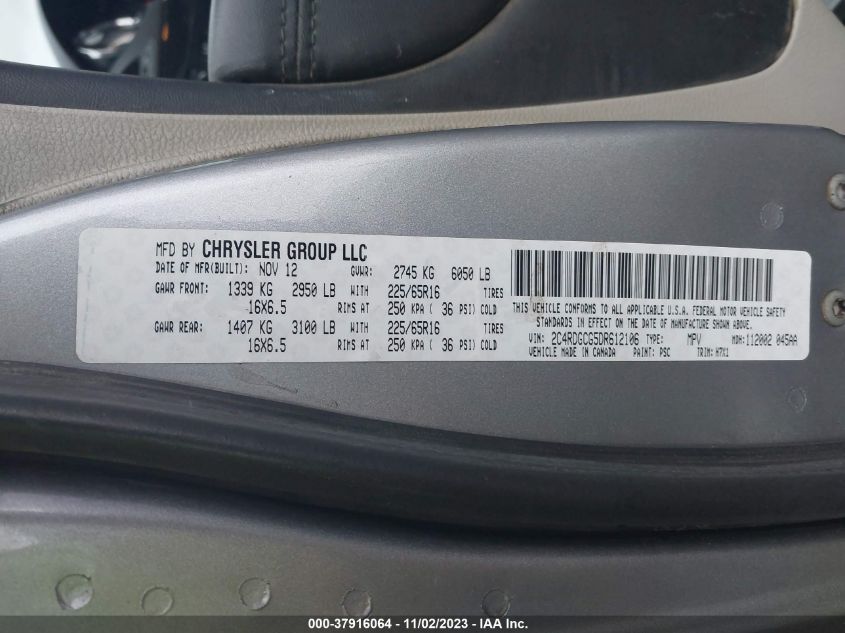 MFD BY CHRYSLER GROUP LLC
DATE OF MFR(BUILT): NOV 12 GVWR: 2745 KG 6050 LB
GAWR FRONT: 1339 KG 2950 LB WITH 225/65R16 TIRES
16X6.5 RIMS AT 250 KPA ( 36 PSI) COLD
GAWR REAR: 1407 KG 3100 LB WITH 225/65R16 TIRES
16X6.5 RIMS AT 250 KPA ( 36 PSI) COLD
THIS VEHICLE CONFORMS TO ALL APPLICABLE U.S.A. FEDERAL MOTOR VEHICLE SAFETY
STANDARDS IN EFFECT ON THE DATE OF MANUFACTURE SHOWN ABOVE.
VIN: 2C4RDGCG5DR612106 TYPE: MPV MDH: 112002 045AA
VEHICLE MADE IN CANADA PAINT: PSC TRIM: H7X1
000-37916064 - 11/02/2023 - IAA Inc.